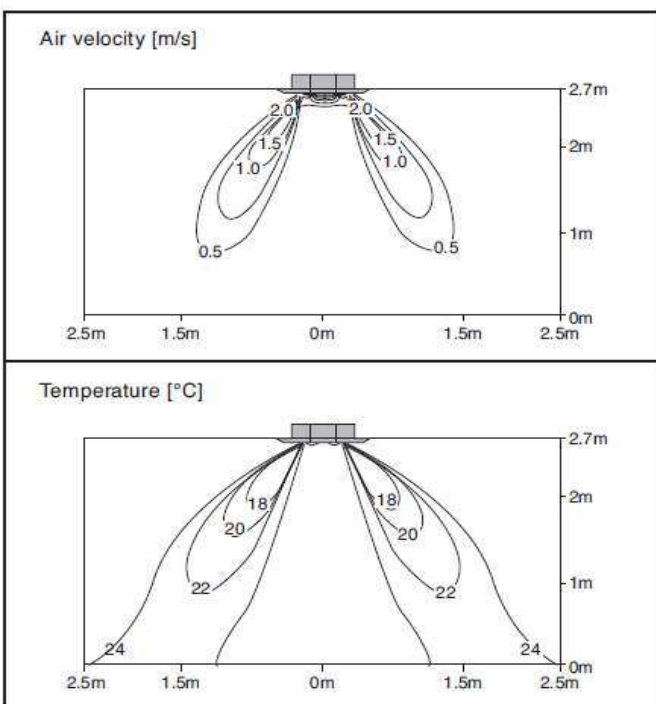 Air velocity [m/s]
2.7m
2.0 2.0
2m
1.5 1.5
1.0 1.0
1m
0.5 0.5
0m
2.5m 1.5m 0m 1.5m 2.5m
Temperature [°C]
2.7m
2m
18 18
20 20
1m
22 22
24 24
0m
2.5m 1.5m 0m 1.5m 2.5m